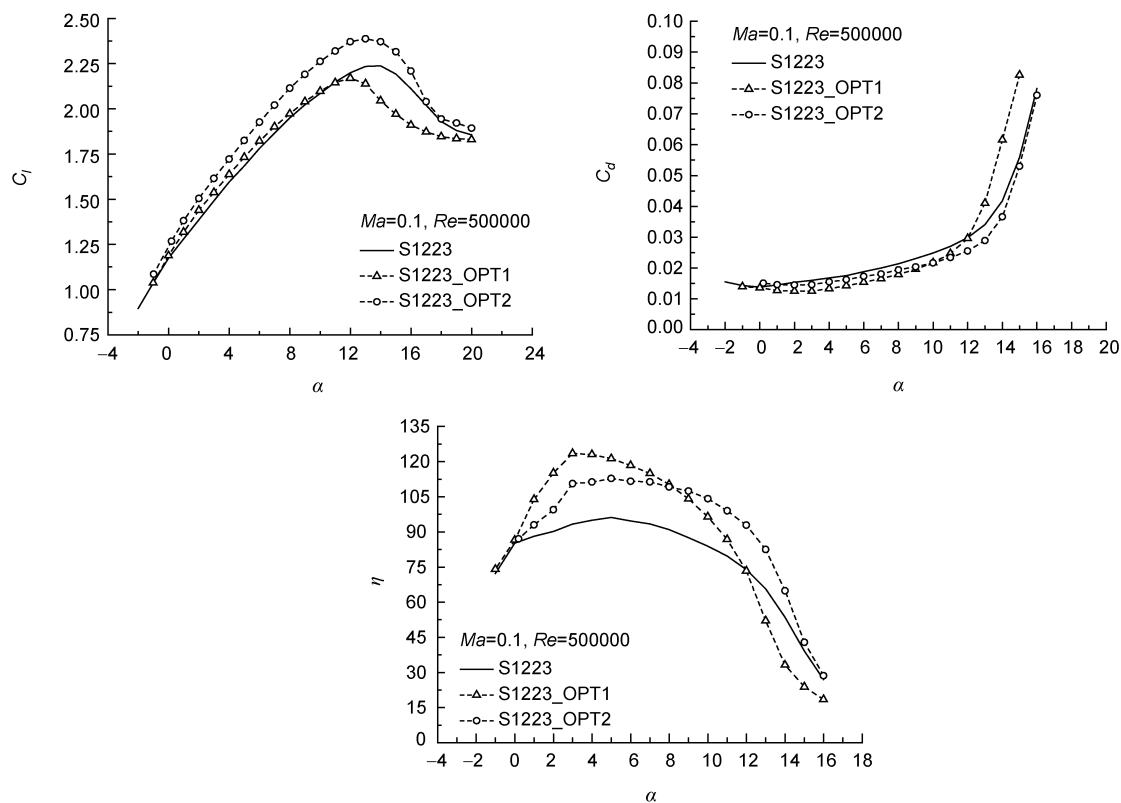 2.50
2.25
2.00
1.75
1.50
1.25
1.00
0.75
Cl
−4 0 4 8 12 16 20 24
α
Ma=0.1, Re=500000
S1223
S1223_OPT1
S1223_OPT2
0.10
0.09
0.08
0.07
0.06
0.05
0.04
0.03
0.02
0.01
0.00
Cd
−4 −2 0 2 4 6 8 10 12 14 16 18 20
α
Ma=0.1, Re=500000
S1223
S1223_OPT1
S1223_OPT2
135
120
105
90
75
60
45
30
15
0
η
−4 −2 0 2 4 6 8 10 12 14 16 18
α
Ma=0.1, Re=500000
S1223
S1223_OPT1
S1223_OPT2